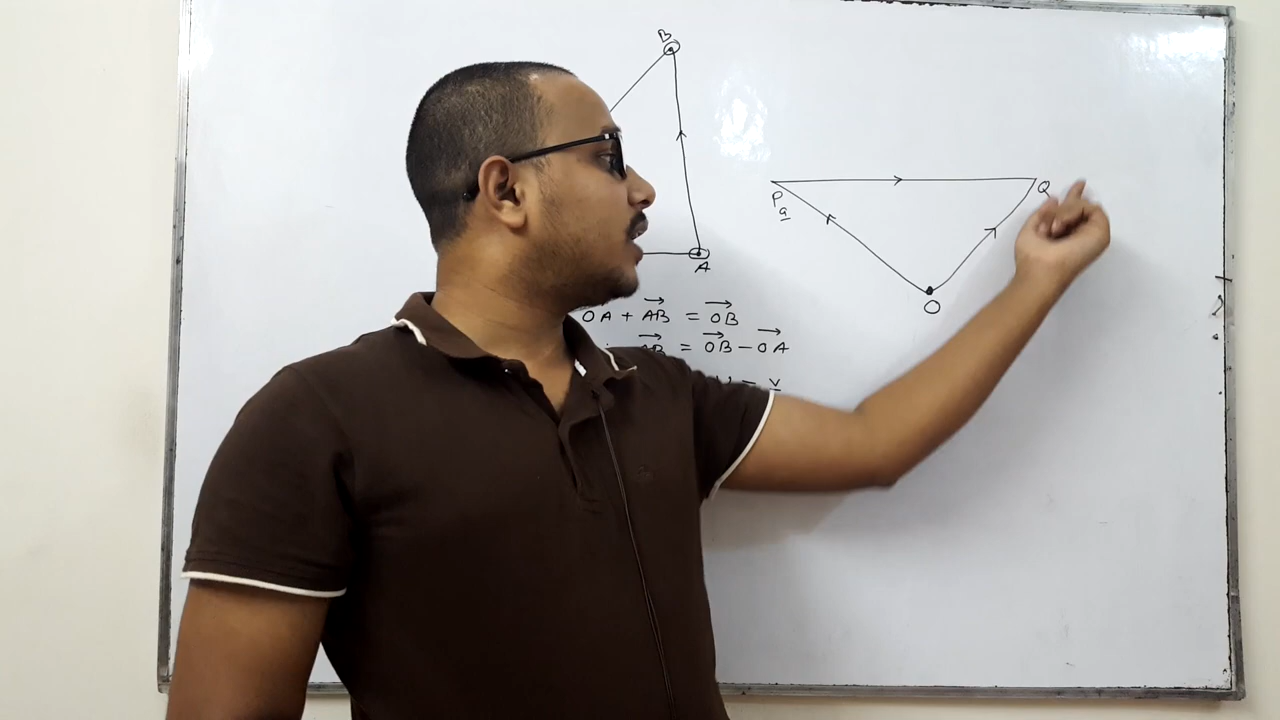 B
A
P
a
Q
O
OA + AB = OB
AB = OB - OA
= v